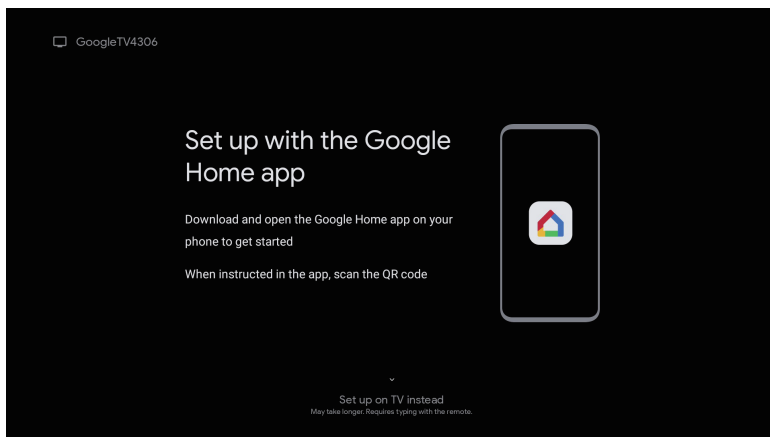 GoogleTV4306
Set up with the Google
Home app
Download and open the Google Home app on your
phone to get started
When instructed in the app, scan the QR code
Set up on TV instead
May take longer. Requires typing with the remote.